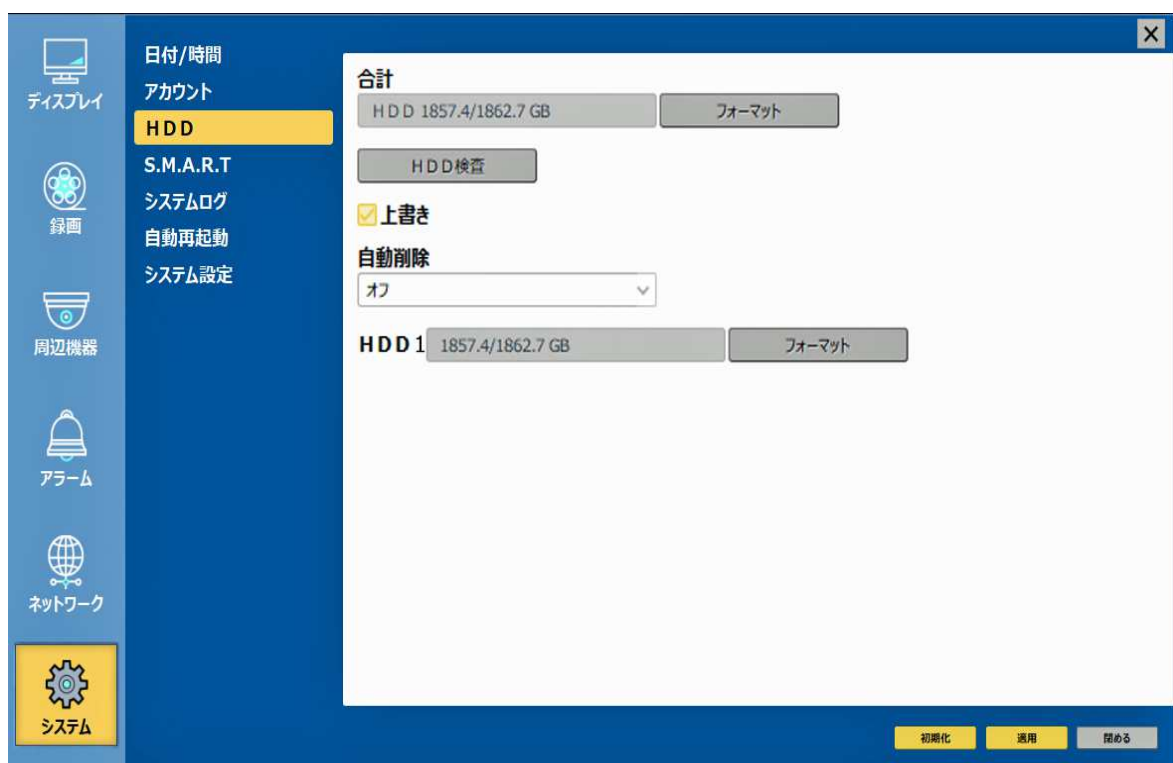 ディスプレイ
録画
周辺機器
アラーム
ネットワーク
システム
日付/時間
アカウント
HDD
S.M.A.R.T
システムログ
自動再起動
システム設定
X
合計
HDD 1857.4/1862.7 GB フォーマット
HDD検査
上書き
自動削除
オフ
HDD1 1857.4/1862.7 GB フォーマット
初期化 適用 閉める